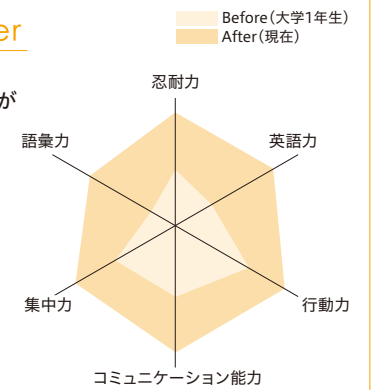 er
Before（大学1年生）
After（現在）
が
忍耐力
語彙力
英語力
集中力
行動力
コミュニケーション能力